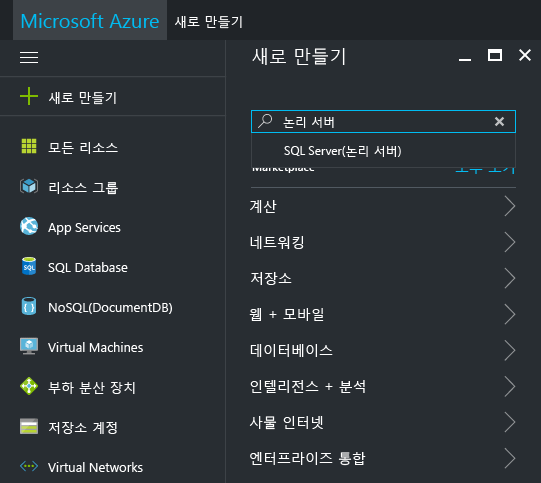 Microsoft Azure 새로 만들기
새로 만들기
모든 리소스
리소스 그룹
App Services
SQL Database
NoSQL(DocumentDB)
Virtual Machines
부하 분산 장치
저장소 계정
Virtual Networks
새로 만들기
논리 서버
SQL Server(논리 서버)
Marketplace 모두 보기
계산
네트워킹
저장소
웹 + 모바일
데이터베이스
인텔리전스 + 분석
사물 인터넷
엔터프라이즈 통합